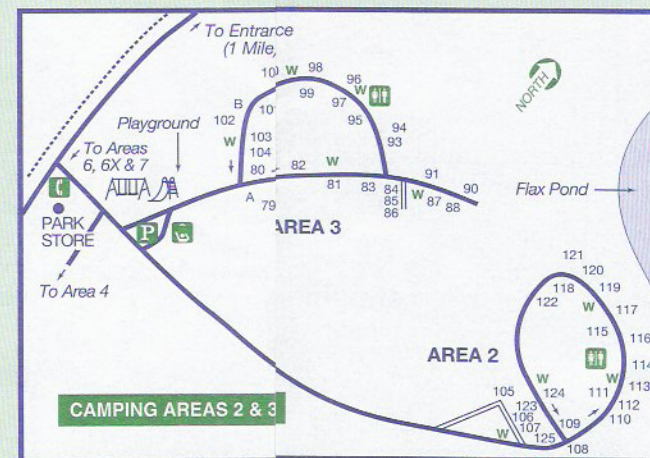 To Entrance
(1 Mile,
NORTH
W
98
96
W
99
97
B
102
95
Playground
W
103
104
94
93
To Areas
6, 6X & 7
80
82
W
81
83
84
85
86
91
W
87
88
90
A
79
Flax Pond
PARK
STORE
P
AREA 3
To Area 4
121
120
118
119
122
W
117
115
116
AREA 2
114
W
124
111
W
113
112
110
105
123
106
107
109
W
125
108
CAMPING AREAS 2 & 3